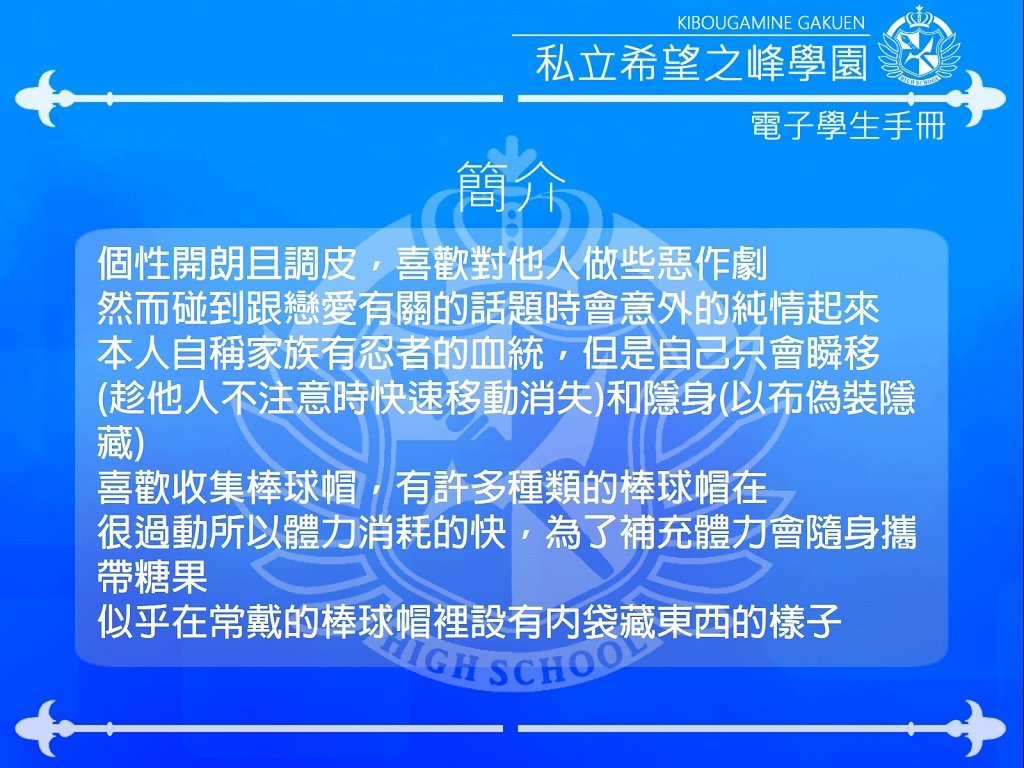 KIBOUGAMINE GAKUEN
私立希望之峰學園
HIGH SCHOOL
電子學生手冊
簡介
個性開朗且調皮，喜歡對他人做些惡作劇
然而碰到跟戀愛有關的話題時會意外的純情起來
本人自稱家族有忍者的血統，但是自己只會瞬移
(趁他人不注意時快速移動消失)和隱身(以布偽裝隱
藏)
喜歡收集棒球帽，有許多種類的棒球帽在
很過動所以體力消耗的快，為了補充體力會隨身攜
帶糖果
似乎在常戴的棒球帽裡設有內袋藏東西的樣子
HIGH SCHOOL